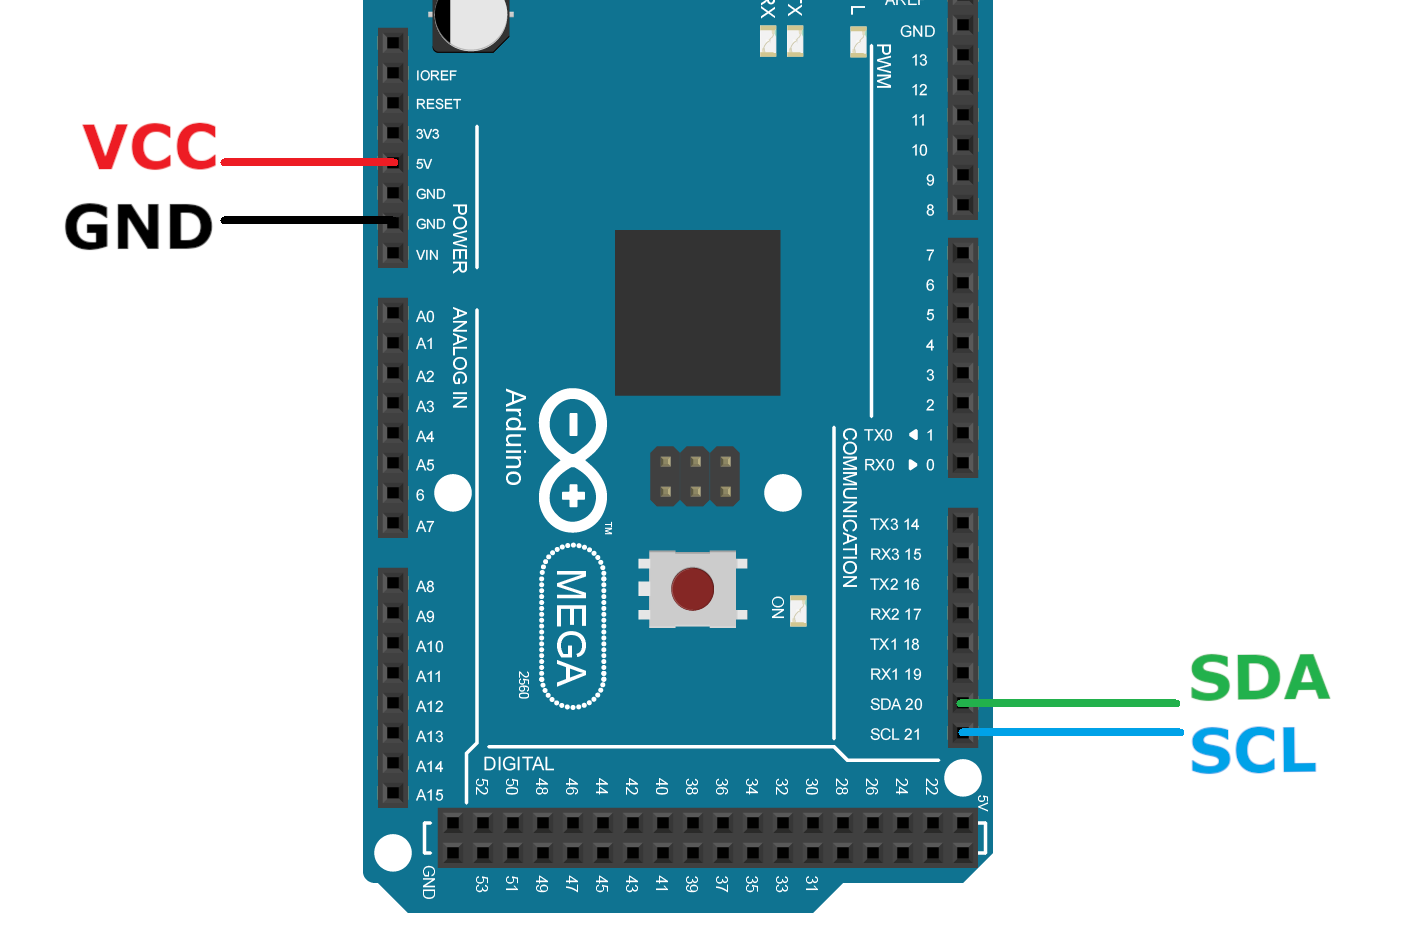 RX
TX
L
AREF
GND
13
12
11
10
9
8
PWM
IOREF
RESET
3V3
5V
GND
GND
VIN
POWER
VCC
GND
7
6
5
4
3
2
TX0 ◀ 1
RX0 ▶ 0
A0
A1
A2
A3
A4
A5
6
A7
ANALOG IN
Arduino
TM
MEGA
2560
ON
COMMUNICATION
TX3 14
RX3 15
TX2 16
RX2 17
TX1 18
RX1 19
SDA 20
SCL 21
SDA
SCL
A8
A9
A10
A11
A12
A13
A14
A15
DIGITAL
52 50 48 46 44 42 40 38 36 34 32 30 28 26 24 22
5V
GND
53 51 49 47 45 43 41 39 37 35 33 31